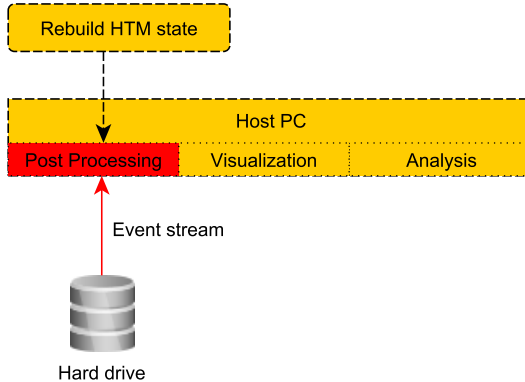 Rebuild HTM state
Host PC
Post Processing
Visualization
Analysis
Event stream
Hard drive